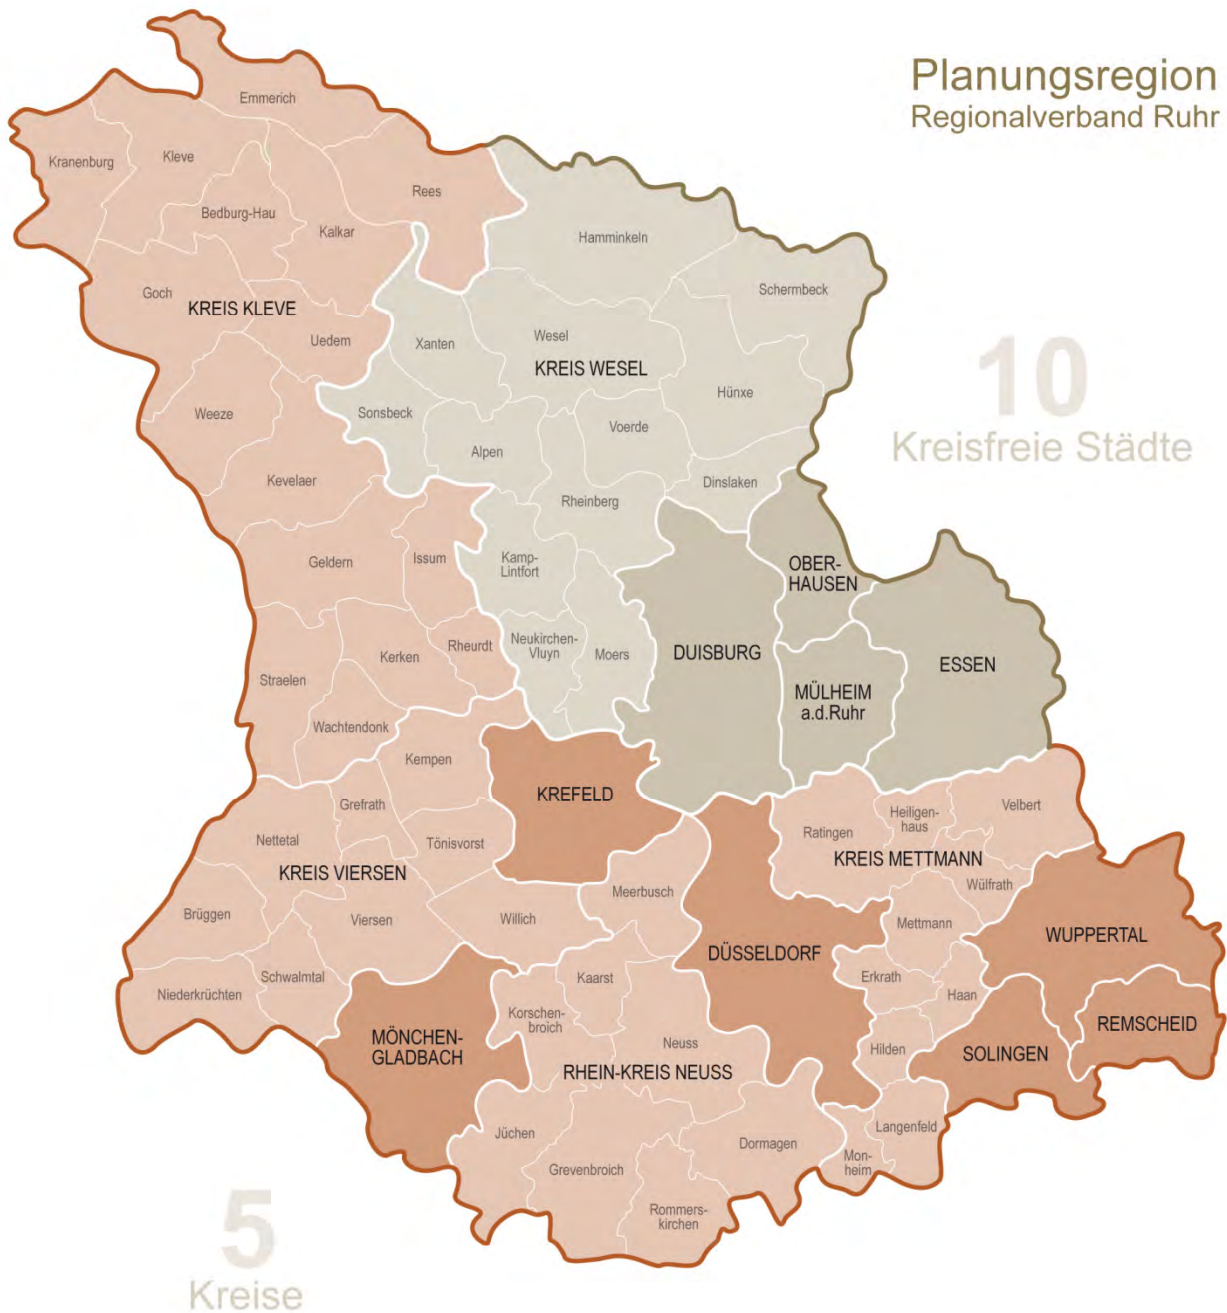 Planungsregion
Regionalverband Ruhr
Emmerich
Kranenburg
Kleve
Rees
Bedburg-Hau
Kalkar
Hamminkeln
Goch
KREIS KLEVE
Schermbeck
Uedem
Xanten
Wesel
KREIS WESEL
10
Kreisfreie Städte
Hünxe
Weeze
Sonsbeck
Voerde
Alpen
Kevelaer
Dinslaken
Rheinberg
Geldern
Issum
Kamp-
Lintfort
OBER-
HAUSEN
Neukirchen-
Vluyn
Rheurdt
Kerken
Moers
DUISBURG
ESSEN
Straelen
MÜLHEIM
a.d.Ruhr
Wachtendonk
Kempen
KREFELD
Grefrath
Heiligen-
haus
Velbert
Nettetal
Tönisvorst
Ratingen
KREIS METTMANN
KREIS VIERSEN
Meerbusch
Wülfrath
Brüggen
Viersen
Willich
Mettmann
WUPPERTAL
DÜSSELDORF
Schwalmtal
Kaarst
Erkrath
Niederkrüchten
Haan
Korschen-
broich
MÖNCHEN-
GLADBACH
Neuss
Hilden
SOLINGEN
REMSCHEID
RHEIN-KREIS NEUSS
Jüchen
Langenfeld
Dormagen
Mon-
heim
Grevenbroich
Rommers-
kirchen
5
Kreise